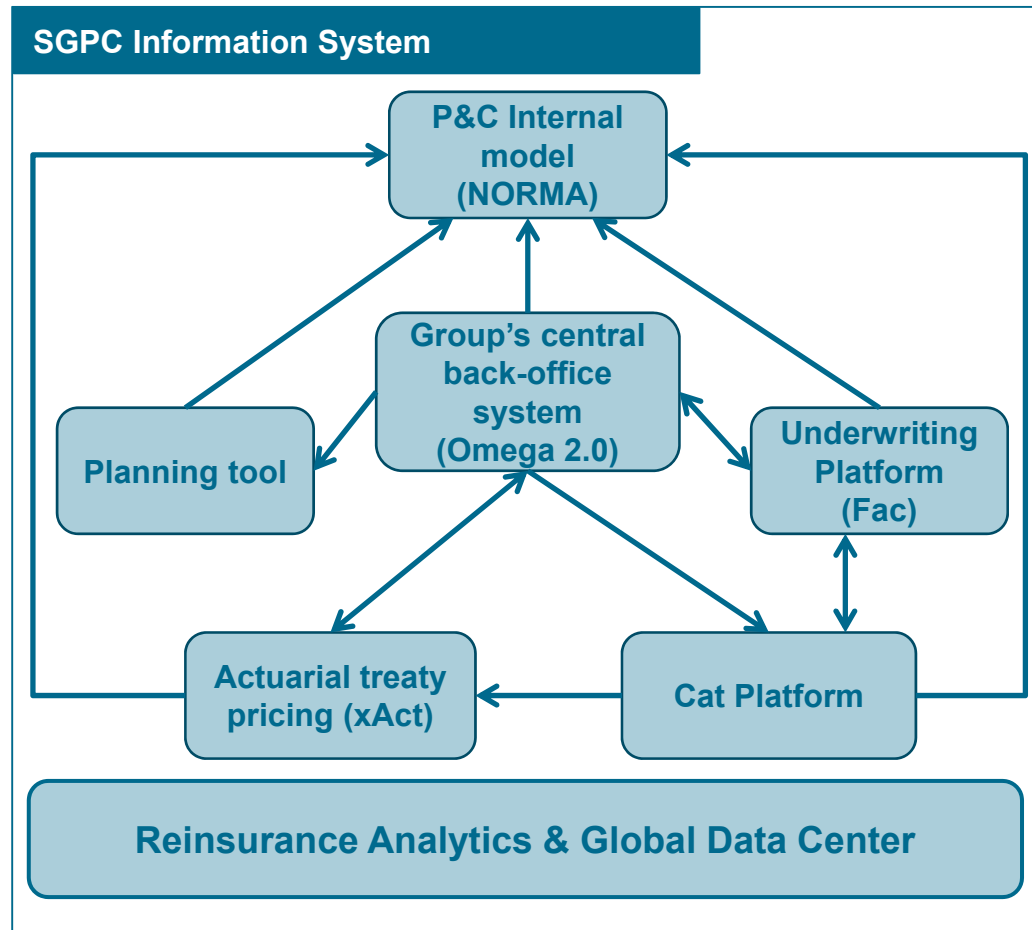 SGPC Information System
P&C Internal
model
(NORMA)
Group’s central
back-office
system
(Omega 2.0)
Planning tool
Underwriting
Platform
(Fac)
Actuarial treaty
pricing (xAct)
Cat Platform
Reinsurance Analytics & Global Data Center